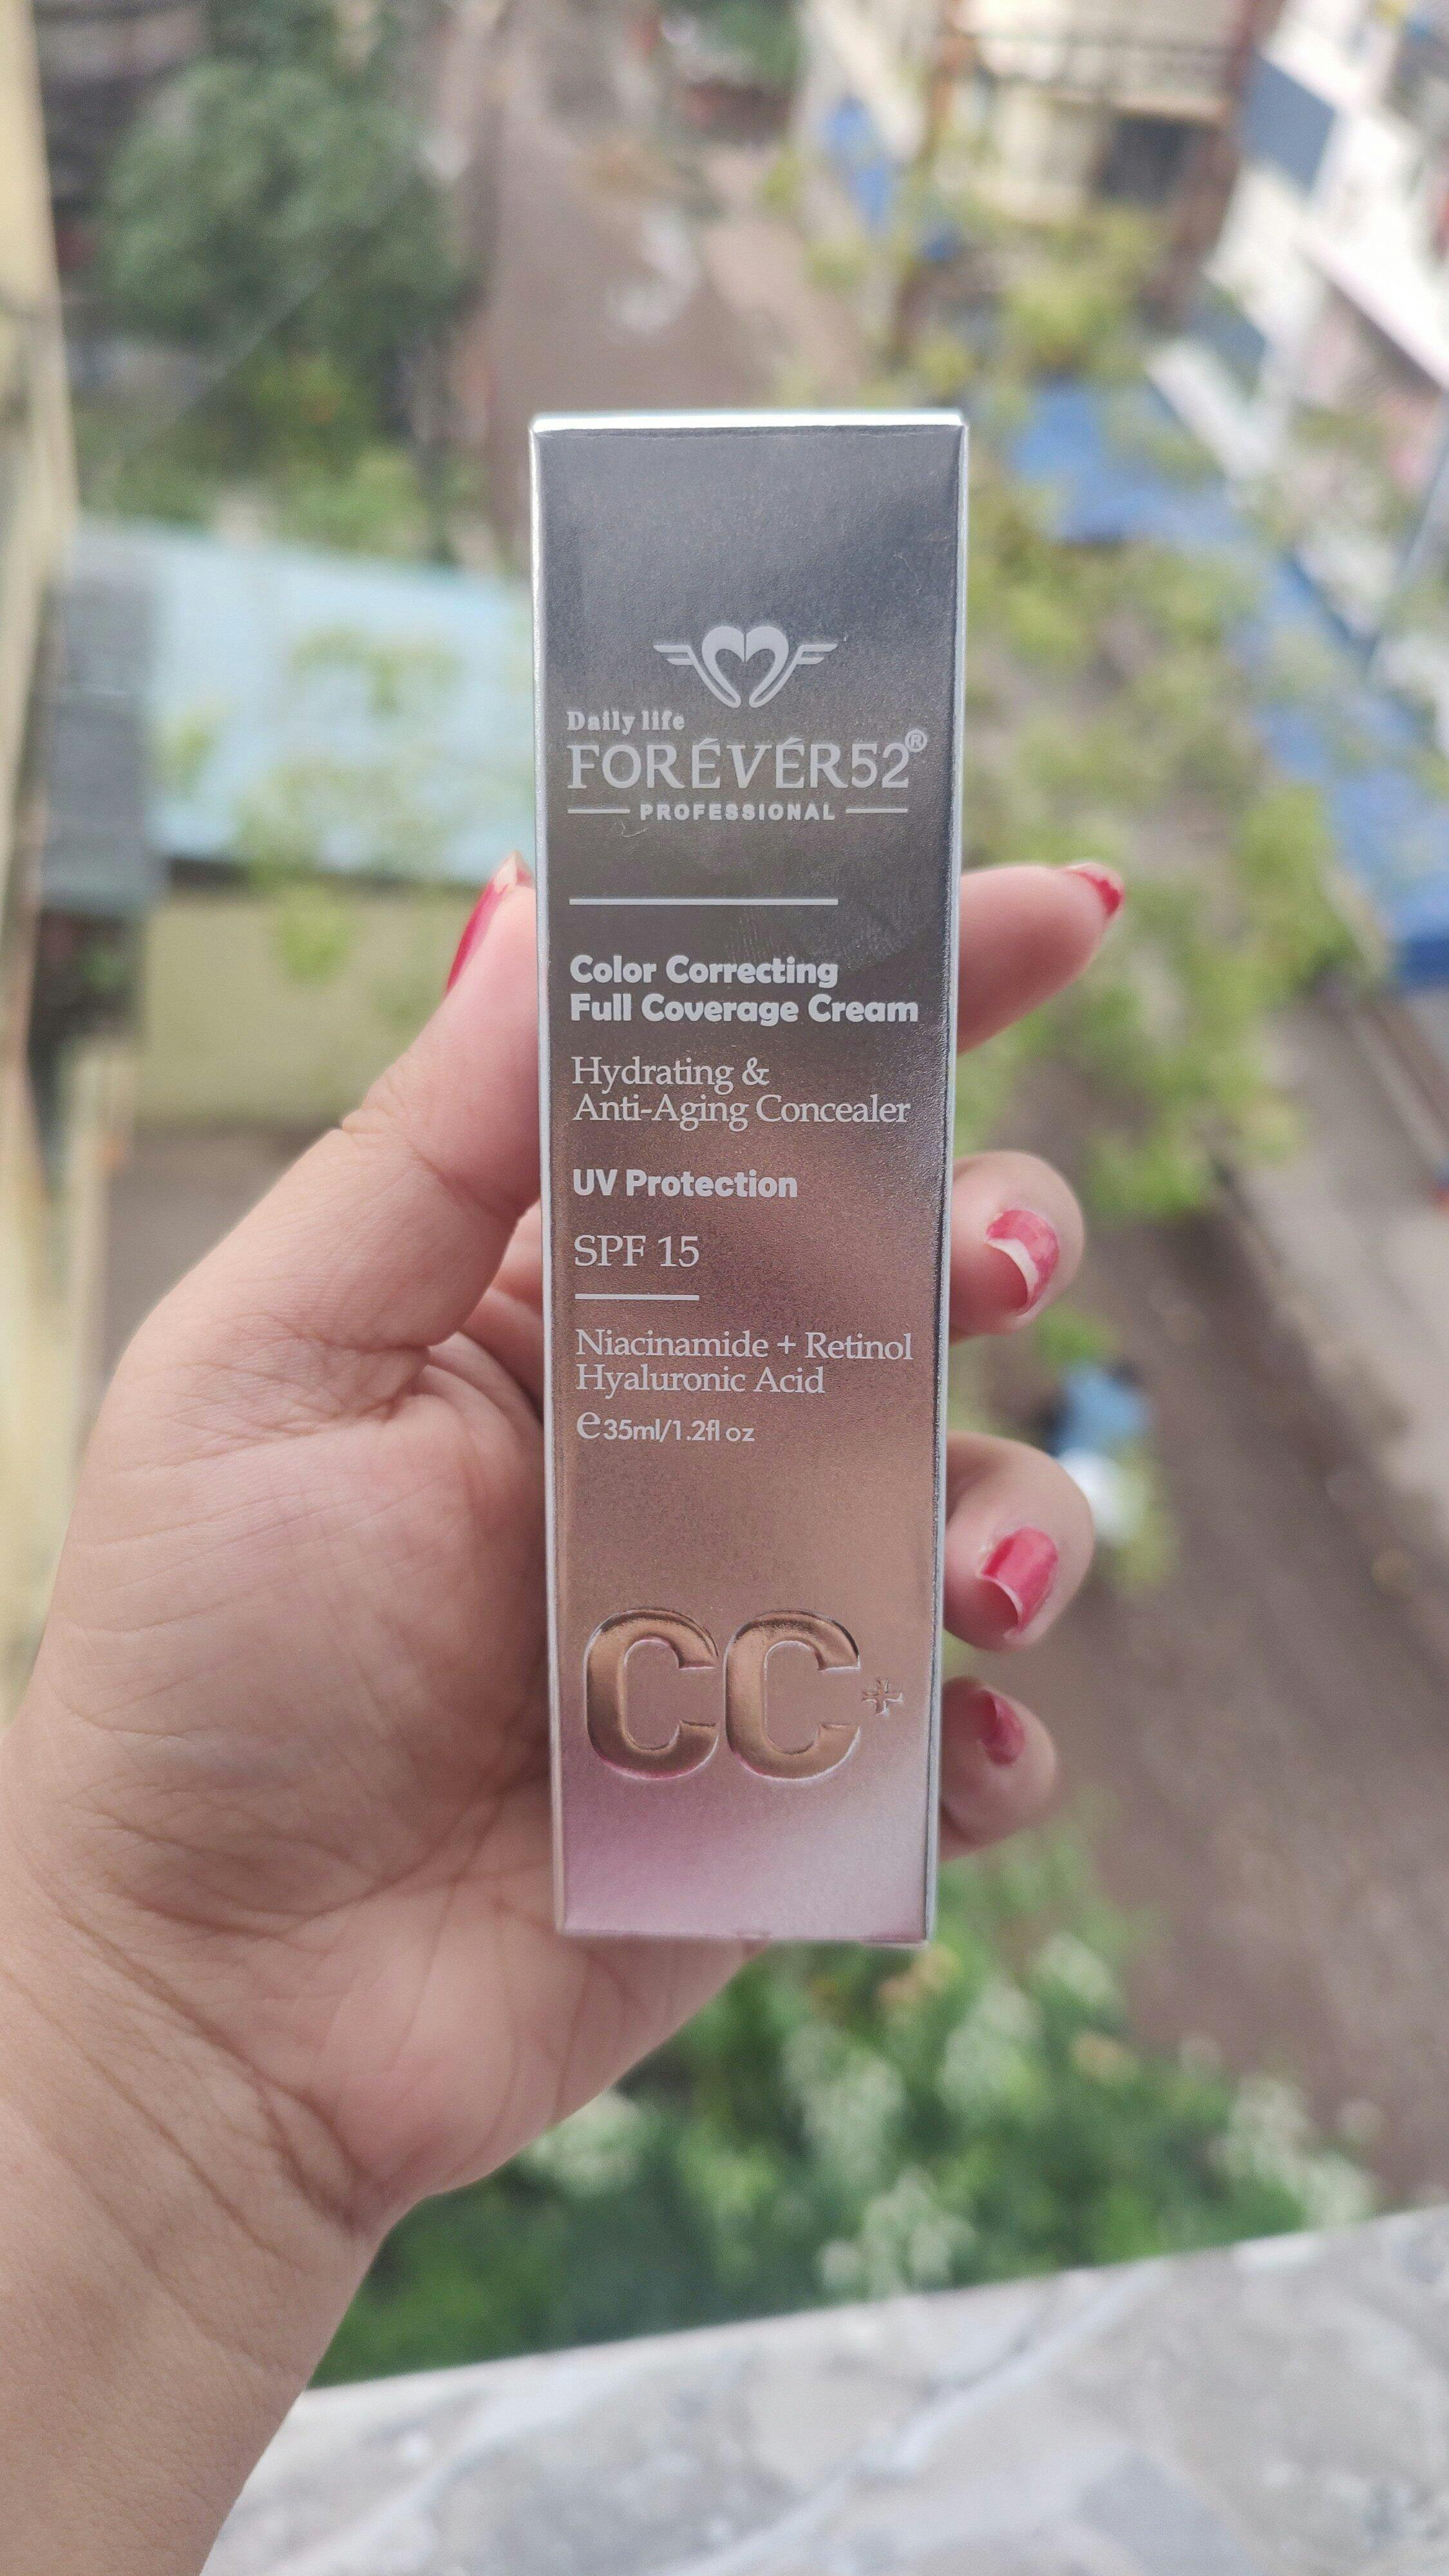 Daily life
FORÉVÉR52®
PROFESSIONAL
Color Correcting
Full Coverage Cream
Hydrating &
Anti-Aging Concealer
UV Protection
SPF 15
Niacinamide + Retinol
Hyaluronic Acid
℮35ml/1.2fl oz
CC+